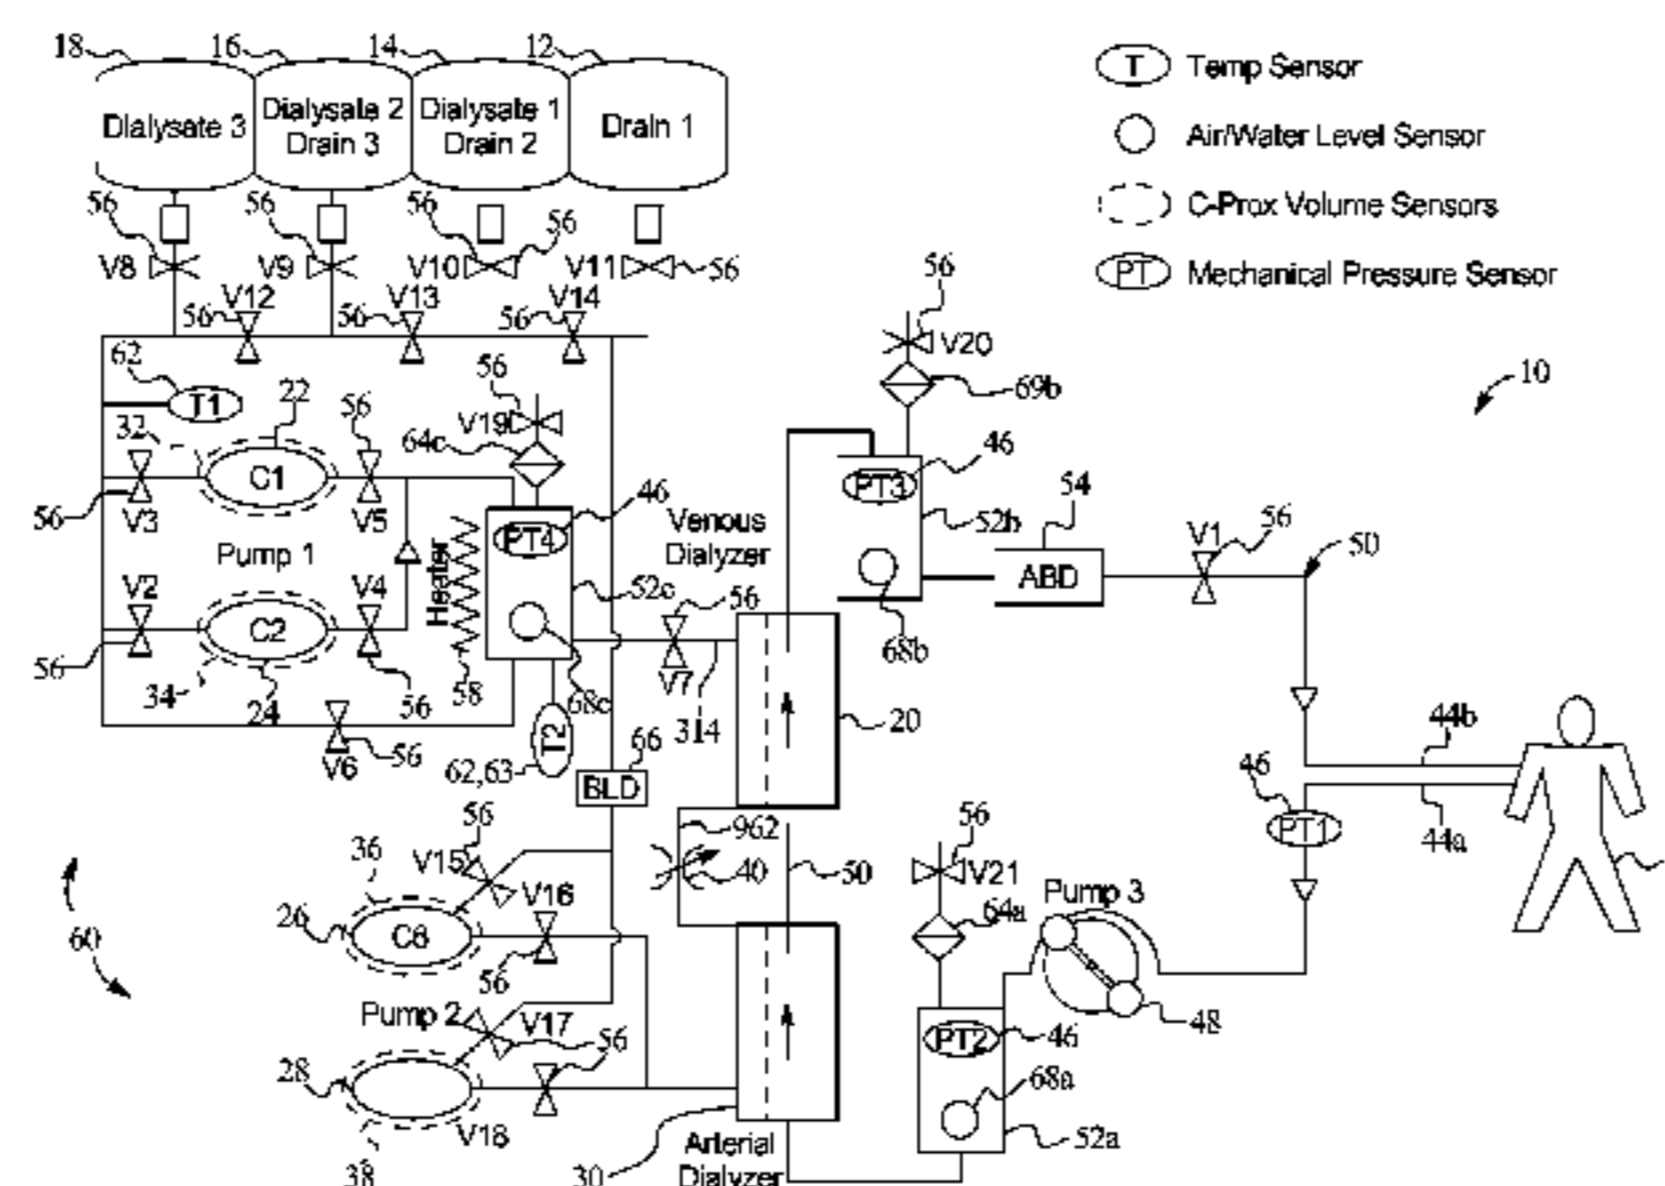 18
16
14
12
Dialysate 3
Dialysate 2
Drain 3
Dialysate 1
Drain 2
Drain 1
T Temp Sensor
Air/Water Level Sensor
C-Prox Volume Sensors
PT Mechanical Pressure Sensor
56
56
56
56
V8
V9
V10
V11
56
V12
V13
V14
56
56
56
62
T1
22
56
56
V19
64c
32
C1
56
V3
V5
46
PT4
Pump 1
Heater
V2
V4
C2
52c
56
34
24
56
58
68c
V6
56
T2
62,63
66
BLD
Venous
Dialyzer
56
V7
314
20
56
V20
69b
10
46
PT3
52b
54
ABD
V1
56
50
68b
44b
46
PT1
44a
962
40
50
56
V21
64a
Pump 3
48
60
56
36
V15
V16
26
C6
56
Pump 2
V17
56
28
V18
38
30
Arterial
Dialyzer
PT2
46
68a
52a